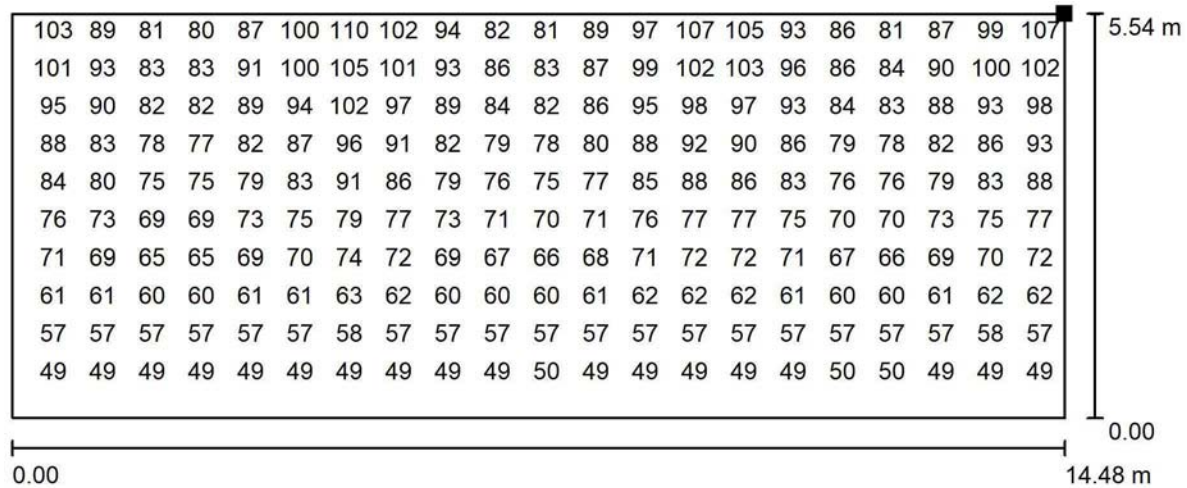 103 89 81 80 87 100 110 102 94 82 81 89 97 107 105 93 86 81 87 99 107 5.54 m
101 93 83 83 91 100 105 101 93 86 83 87 99 102 103 96 86 84 90 100 102
95 90 82 82 89 94 102 97 89 84 82 86 95 98 97 93 84 83 88 93 98
88 83 78 77 82 87 96 91 82 79 78 80 88 92 90 86 79 78 82 86 93
84 80 75 75 79 83 91 86 79 76 75 77 85 88 86 83 76 76 79 83 88
76 73 69 69 73 75 79 77 73 71 70 71 76 77 77 75 70 70 73 75 77
71 69 65 65 69 70 74 72 69 67 66 68 71 72 72 71 67 66 69 70 72
61 61 60 60 61 61 63 62 60 60 60 61 62 62 62 61 60 60 61 62 62
57 57 57 57 57 57 58 57 57 57 57 57 57 57 57 57 57 57 57 58 57
49 49 49 49 49 49 49 49 49 49 50 49 49 49 49 49 50 50 49 49 49
0.00
0.00 14.48 m